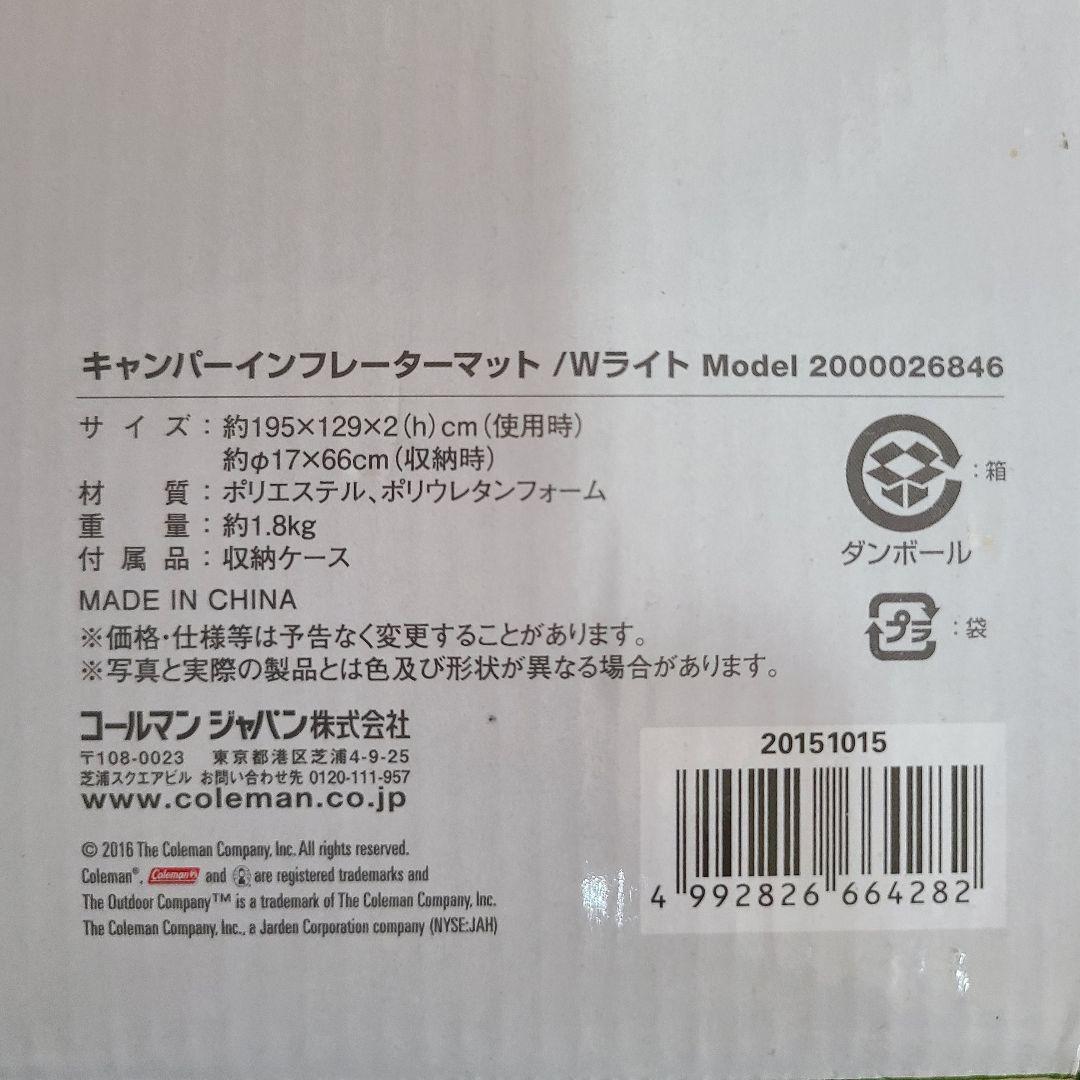 キャンパーインフレーターマット /Wライト Model 2000026846
サイズ：約195×129×2(h)cm(使用時)
約φ17×66cm(収納時)
材　質：ポリエステル、ポリウレタンフォーム
重　量：約1.8kg
付属品：収納ケース
MADE IN CHINA
※価格・仕様等は予告なく変更することがあります。
※写真と実際の製品とは色及び形状が異なる場合があります。
：箱
ダンボール
プラ：袋
コールマン ジャパン株式会社
〒108-0023 東京都港区芝浦4-9-25
芝浦スクエアビル お問い合わせ先 0120-111-957
www.coleman.co.jp
© 2016 The Coleman Company, Inc. All rights reserved.
Coleman®, Coleman and are registered trademarks and
The Outdoor Company™ is a trademark of The Coleman Company, Inc.
The Coleman Company, Inc., a Jarden Corporation company (NYSE:JAH)
20151015
4 992826 664282